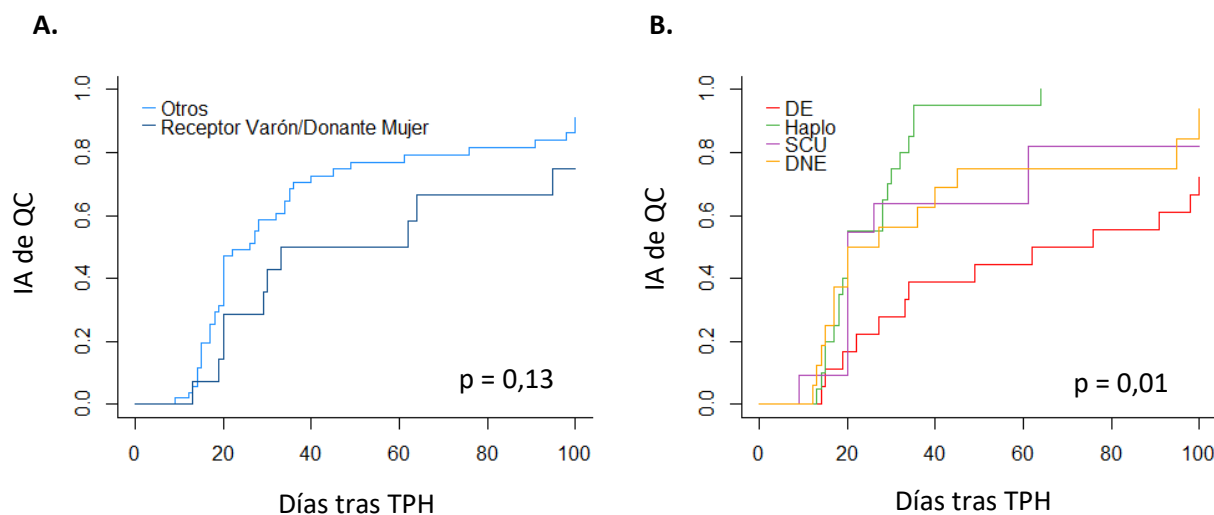 A.
IA de QC
1.0
0.8
0.6
0.4
0.2
0.0
Otros
Receptor Varón/Donante Mujer
p = 0,13
0 20 40 60 80 100
Días tras TPH
B.
IA de QC
1.0
0.8
0.6
0.4
0.2
0.0
DE
Haplo
SCU
DNE
p = 0,01
0 20 40 60 80 100
Días tras TPH